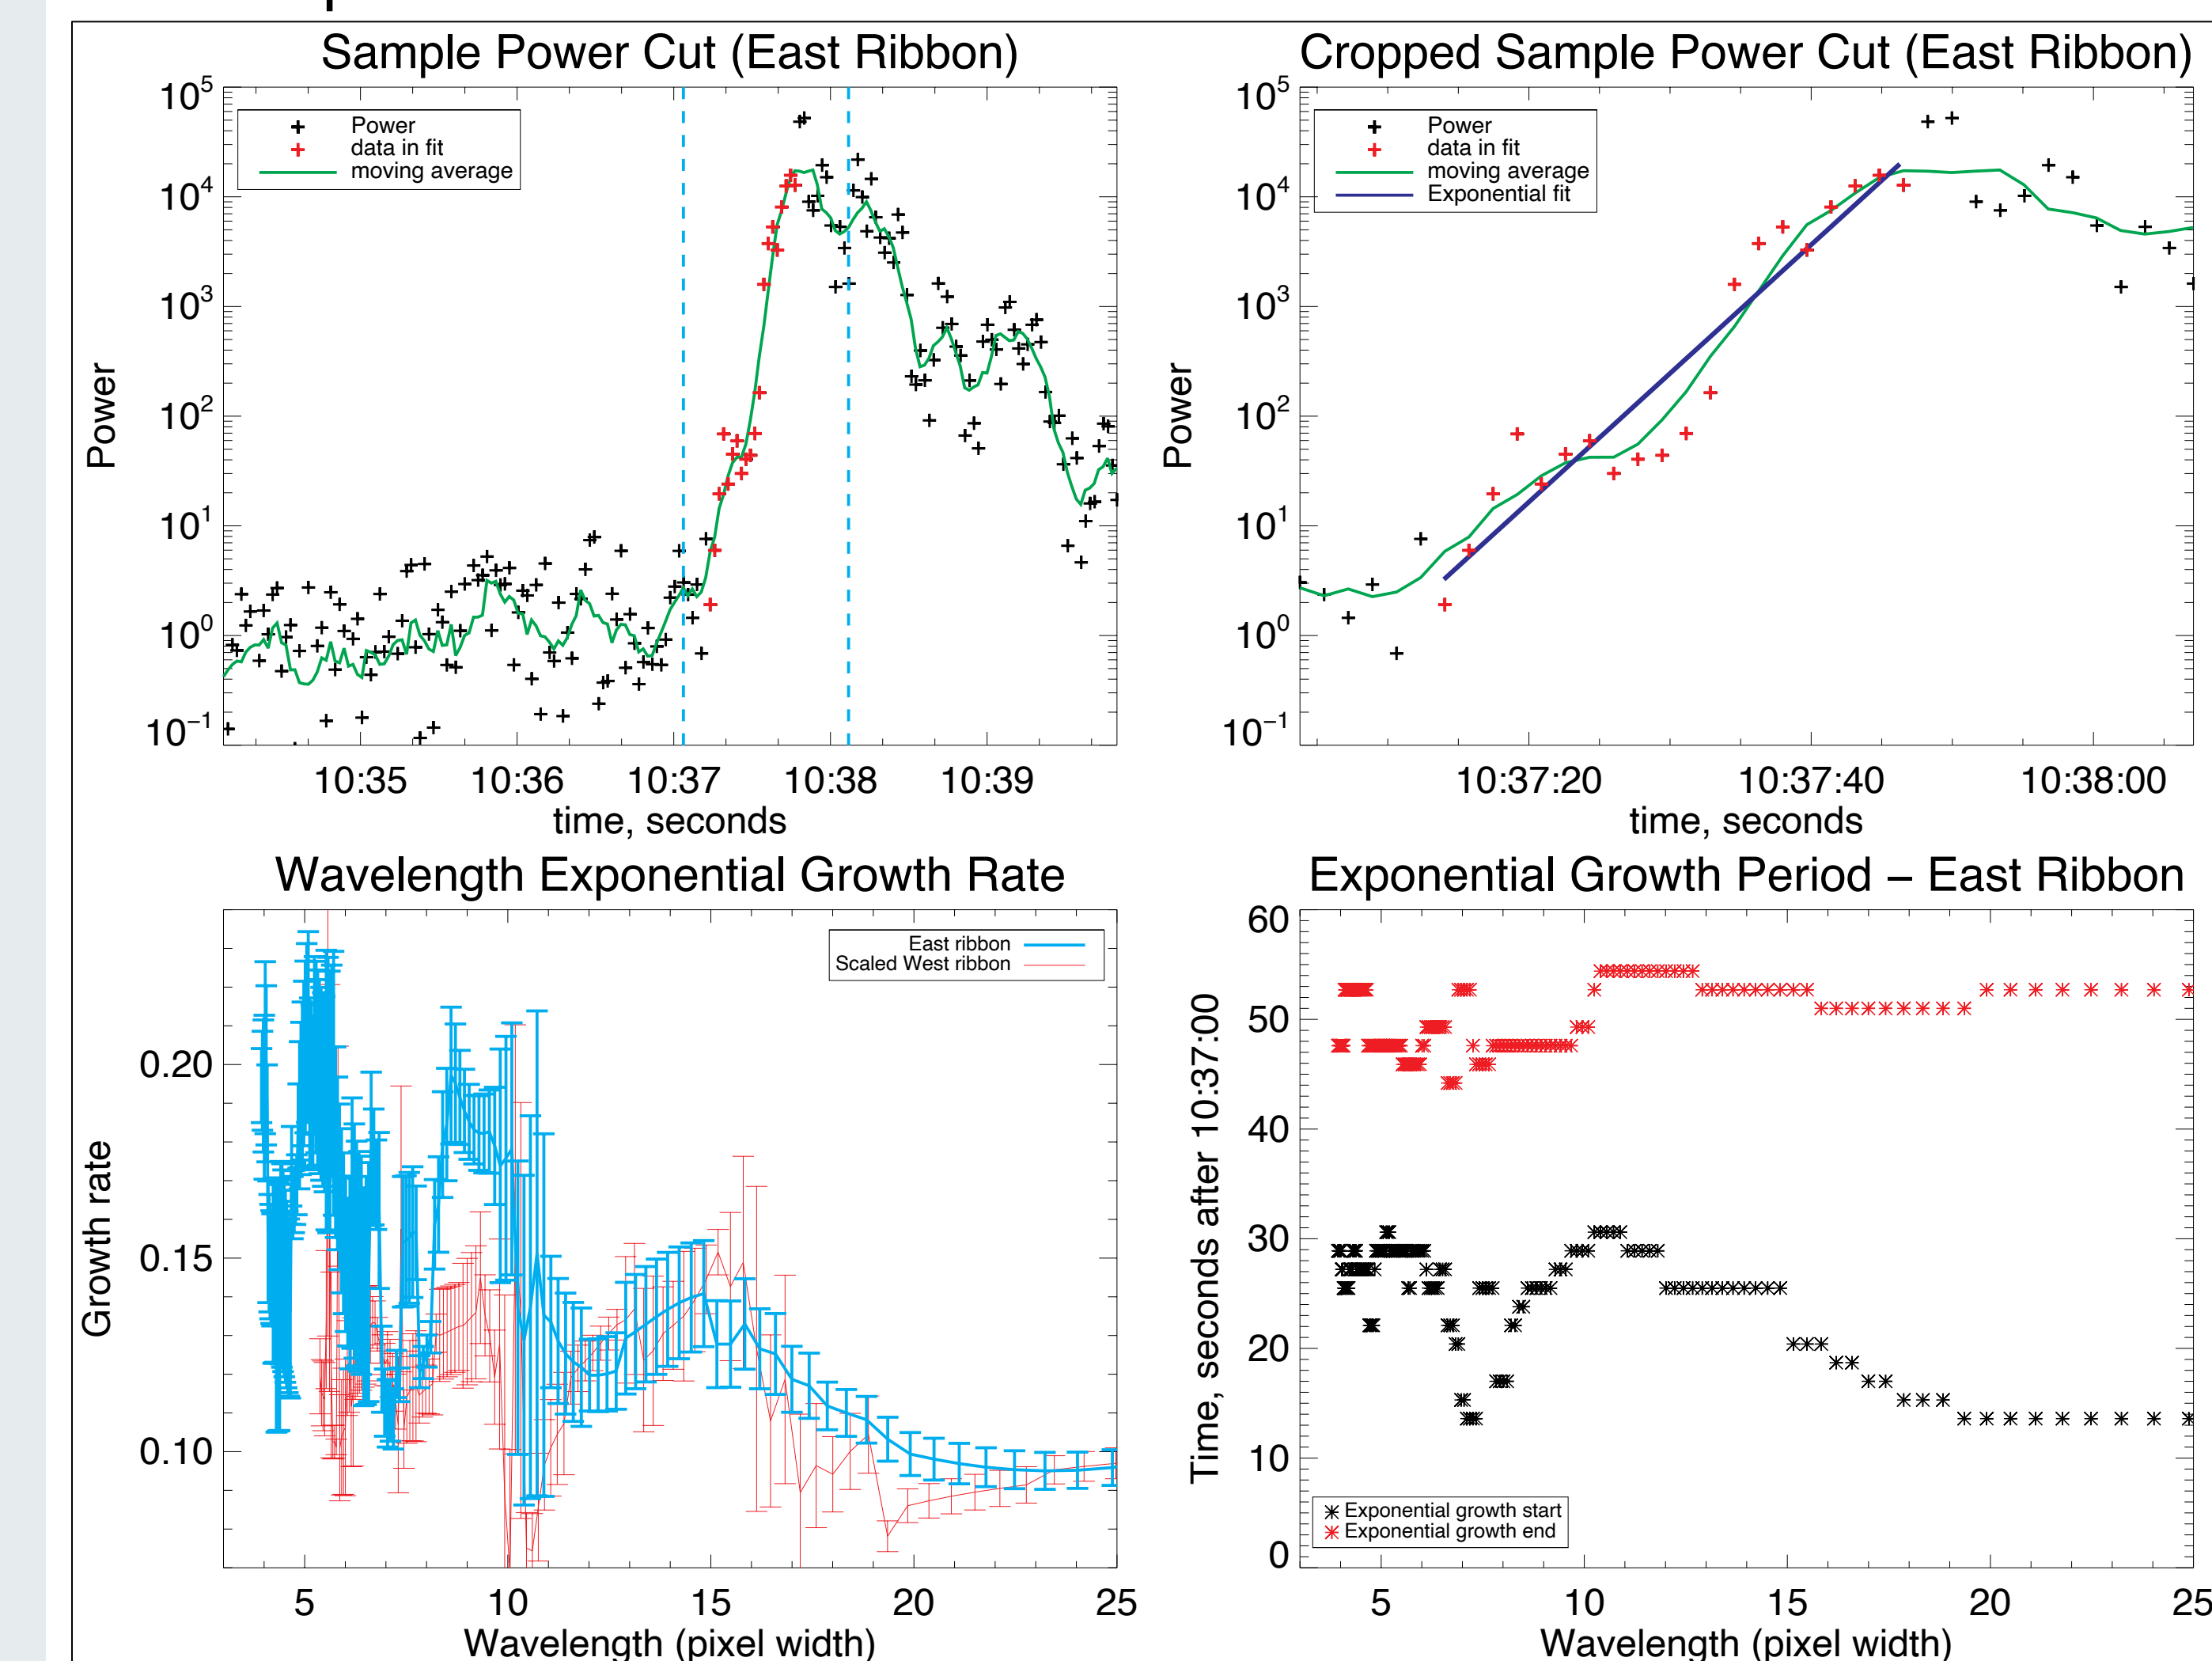 Sample Power Cut (East Ribbon)
Power
data in fit
moving average
10^5
10^4
10^3
10^2
10^1
10^0
10^−1
Power
10:35 10:36 10:37 10:38 10:39
time, seconds
Cropped Sample Power Cut (East Ribbon)
Power
data in fit
moving average
Exponential fit
10^5
10^4
10^3
10^2
10^1
10^0
10^−1
Power
10:37:20 10:37:40 10:38:00
time, seconds
Wavelength Exponential Growth Rate
East ribbon
Scaled West ribbon
0.20
0.15
0.10
Growth rate
5 10 15 20 25
Wavelength (pixel width)
Exponential Growth Period – East Ribbon
60
50
40
30
20
10
0
Time, seconds after 10:37:00
Exponential growth start
Exponential growth end
5 10 15 20 25
Wavelength (pixel width)